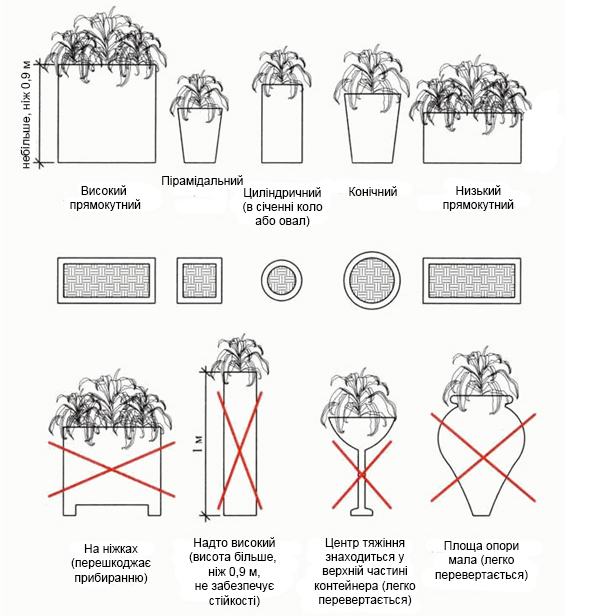 небільше, ніж 0,9 м
Високий
прямокутний
Пірамідальний
Циліндричний
(в січенні коло
або овал)
Конічний
Низький
прямокутний
1 м
На ніжках
(перешкоджає
прибиранню)
Надто високий
(висота більше,
ніж 0,9 м,
не забезпечує
стійкості)
Центр тяжіння
знаходиться у
верхній частині
контейнера (легко
перевертається)
Площа опори
мала (легко
перевертається)